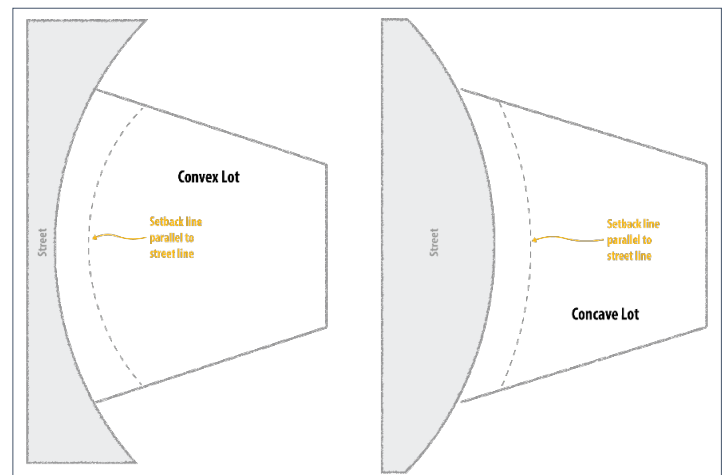 Convex Lot
Setback line
parallel to
street line
Street
Setback line
parallel to
street line
Street
Concave Lot